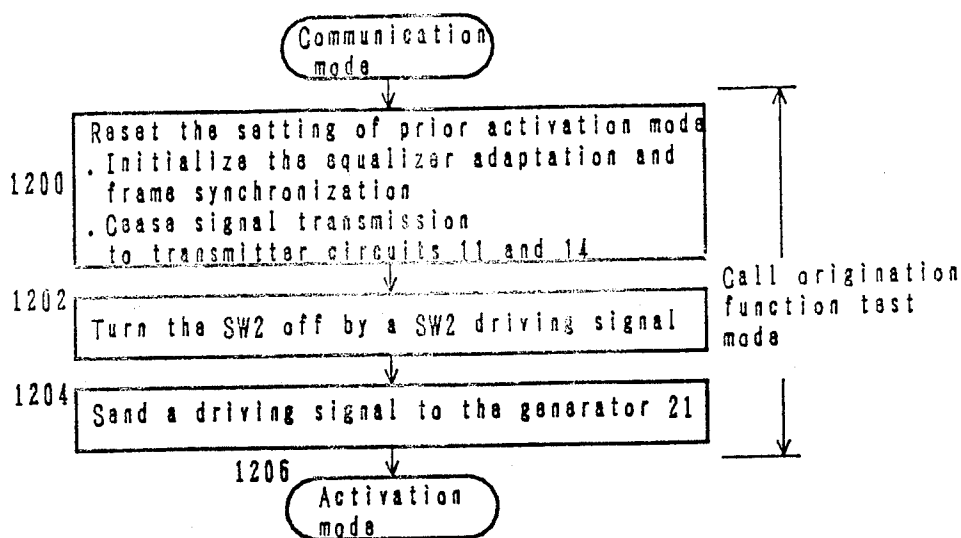 Communication
mode
Reset the setting of prior activation mode
. Initialize the equalizer adaptation and
frame synchronization
. Cease signal transmission
to transmitter circuits 11 and 14
1200
1202
Turn the SW2 off by a SW2 driving signal
1204
Send a driving signal to the generator 21
1206
Activation
mode
Call origination
function test
mode